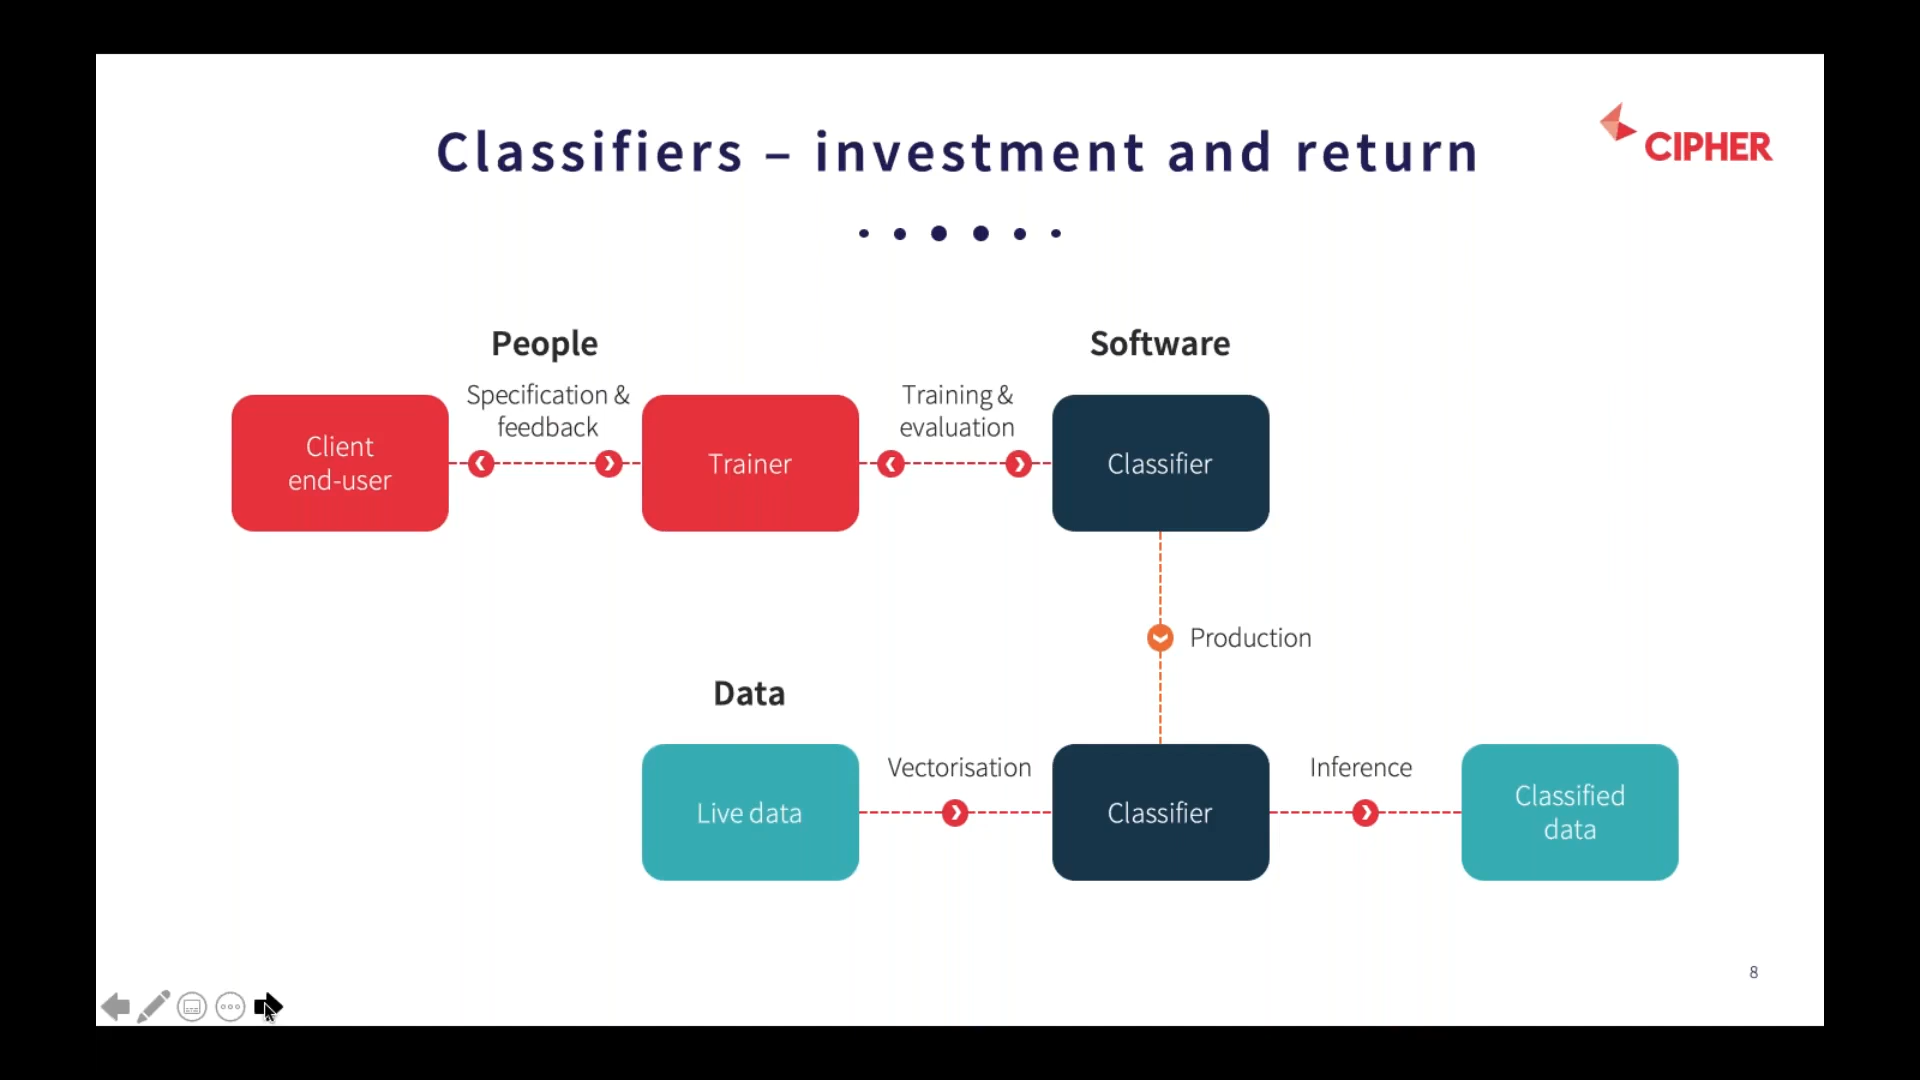 Classifiers – investment and return
CIPHER
People
Software
Specification &
feedback
Training &
evaluation
Client
end-user
Trainer
Classifier
Production
Data
Vectorisation
Inference
Live data
Classifier
Classified
data
8